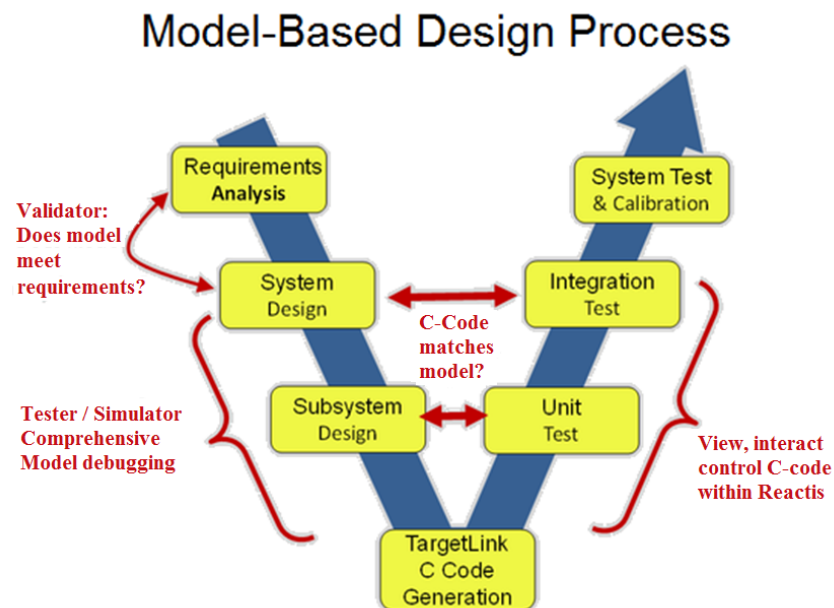 Model-Based Design Process
Requirements
Analysis
System Test
& Calibration
Validator:
Does model
meet
requirements?
System
Design
Integration
Test
C-Code
matches
model?
Subsystem
Design
Unit
Test
Tester / Simulator
Comprehensive
Model debugging
View, interact
control C-code
within Reactis
TargetLink
C Code
Generation